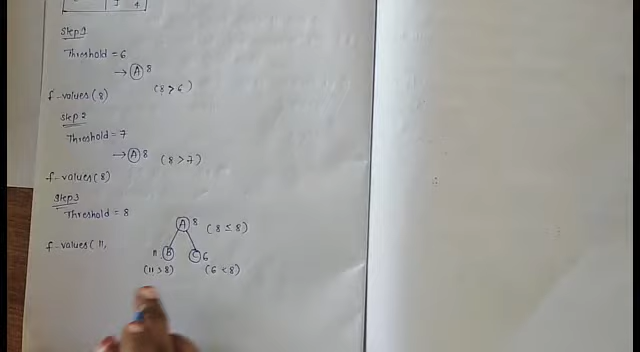 I 4
Step 1
Threshold = 6
→ A 8
(8 > 6)
f-values (8)
Step 2
Threshold = 7
→ A 8 (8 > 7)
f-values (8)
Step 3
Threshold = 8
A 8 (8 ≤ 8)
f-values (11,
11 B C 6
(11 > 8) (6 < 8)